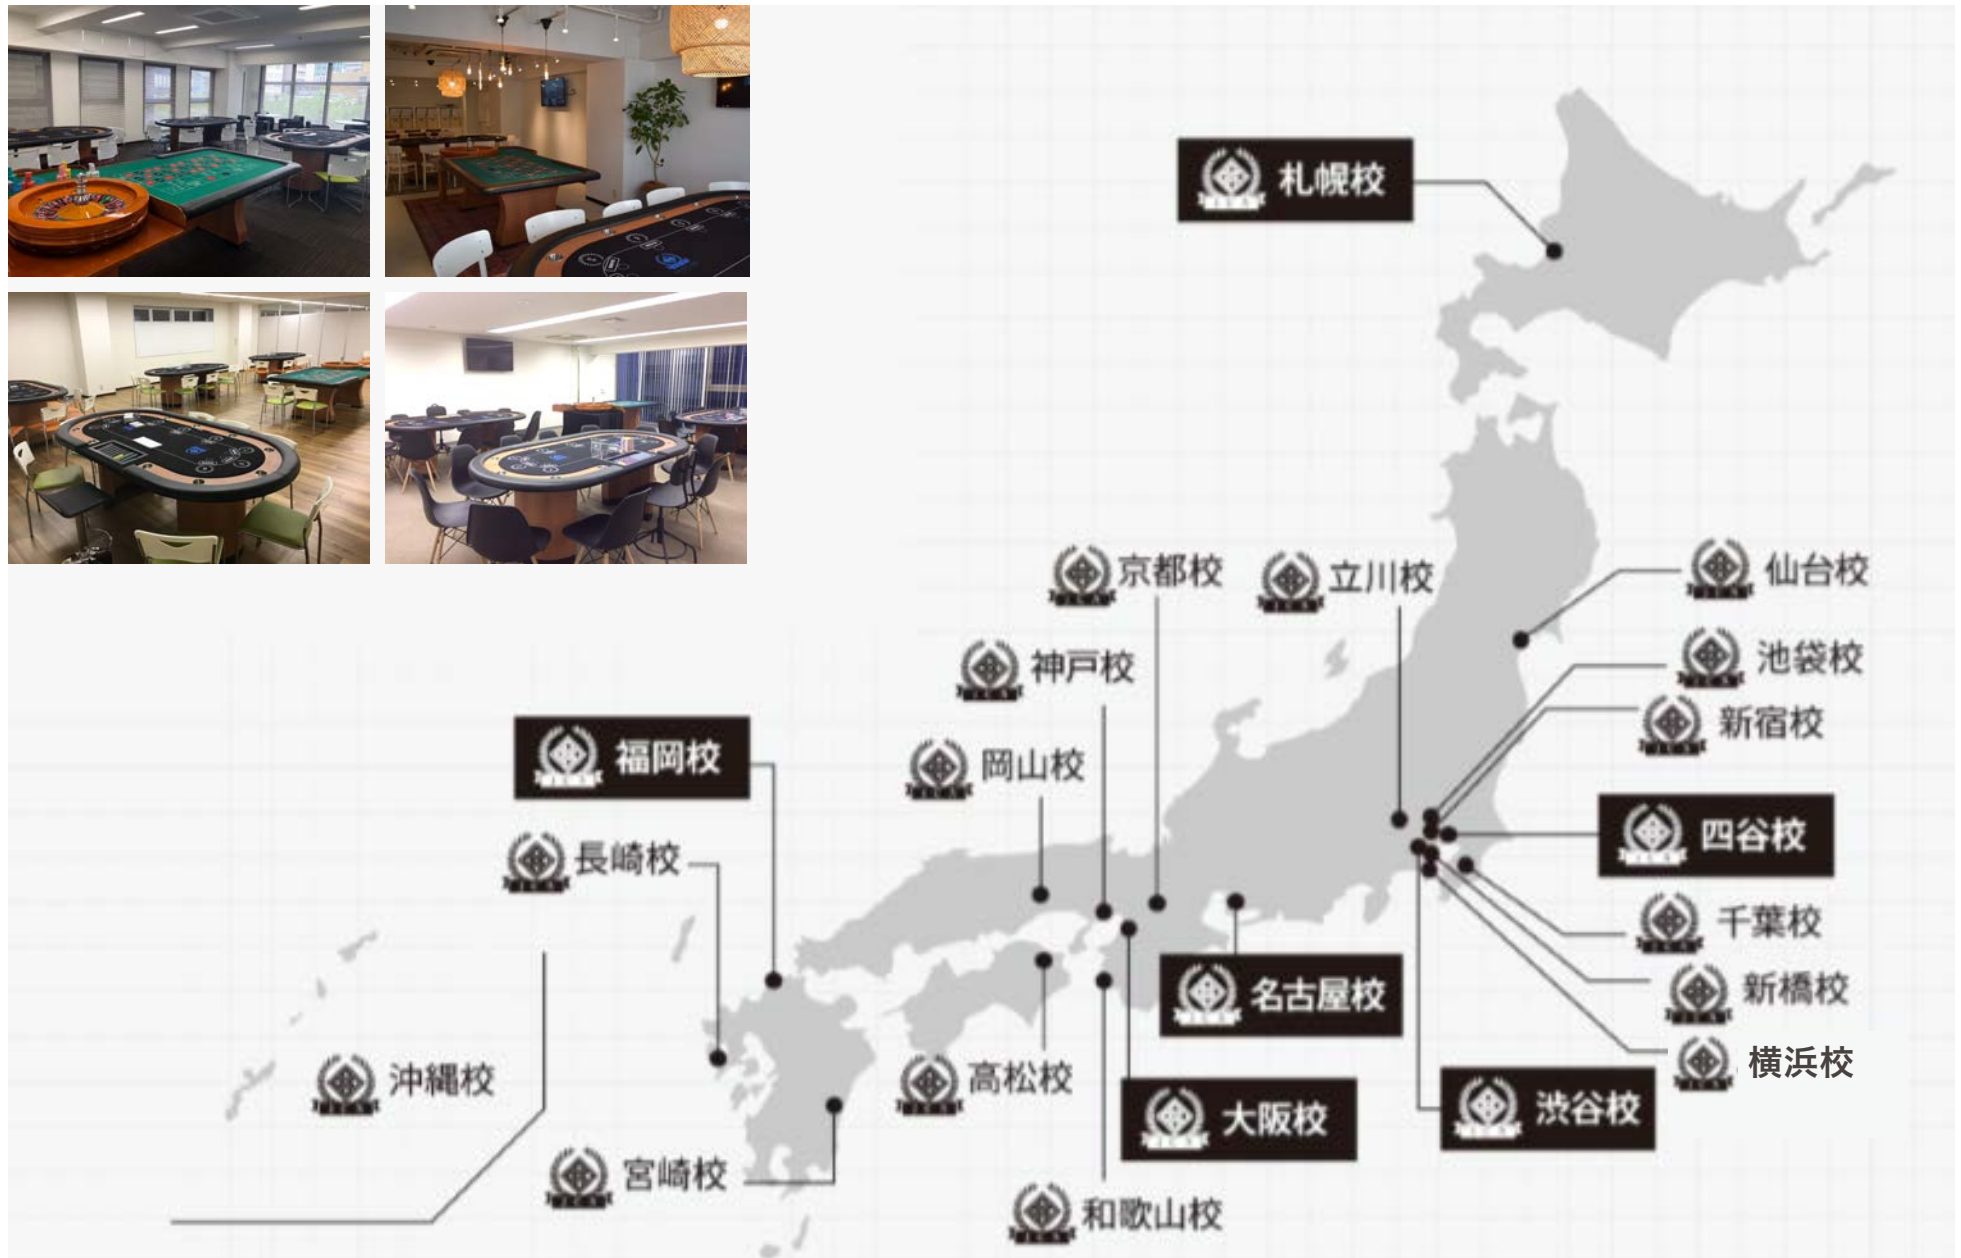 札幌校
京都校
立川校
仙台校
神戸校
池袋校
新宿校
福岡校
岡山校
四谷校
長崎校
千葉校
名古屋校
新橋校
沖縄校
高松校
横浜校
大阪校
渋谷校
宮崎校
和歌山校